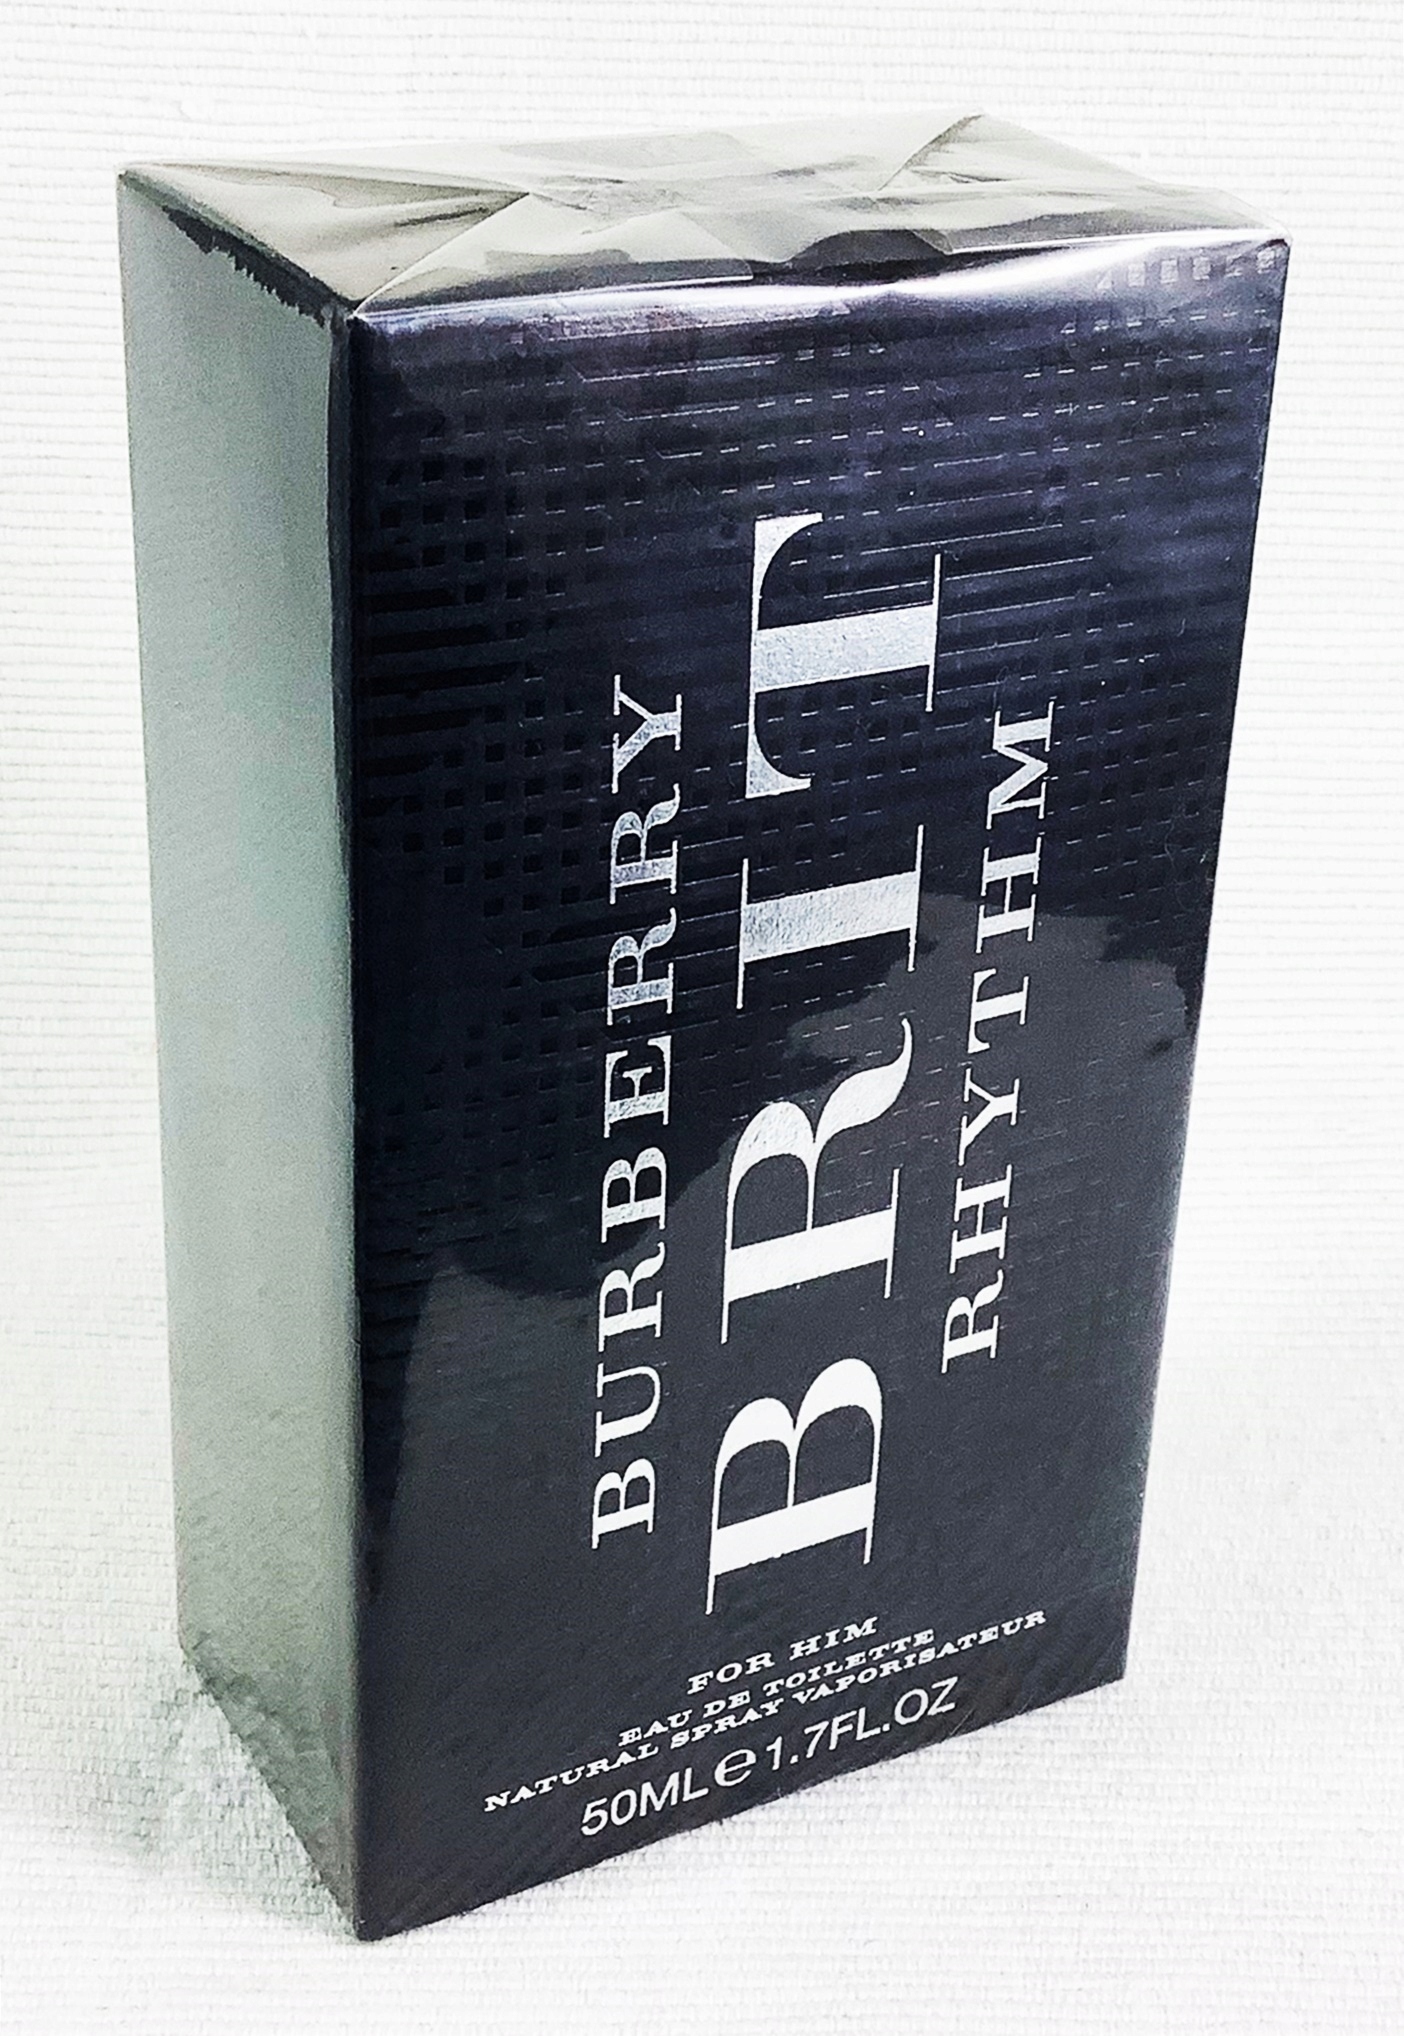 BURBERRY
BRIT
RHYTHM
FOR HIM
EAU DE TOILETTE
NATURAL SPRAY VAPORISATEUR
50ML℮1.7FL.OZ